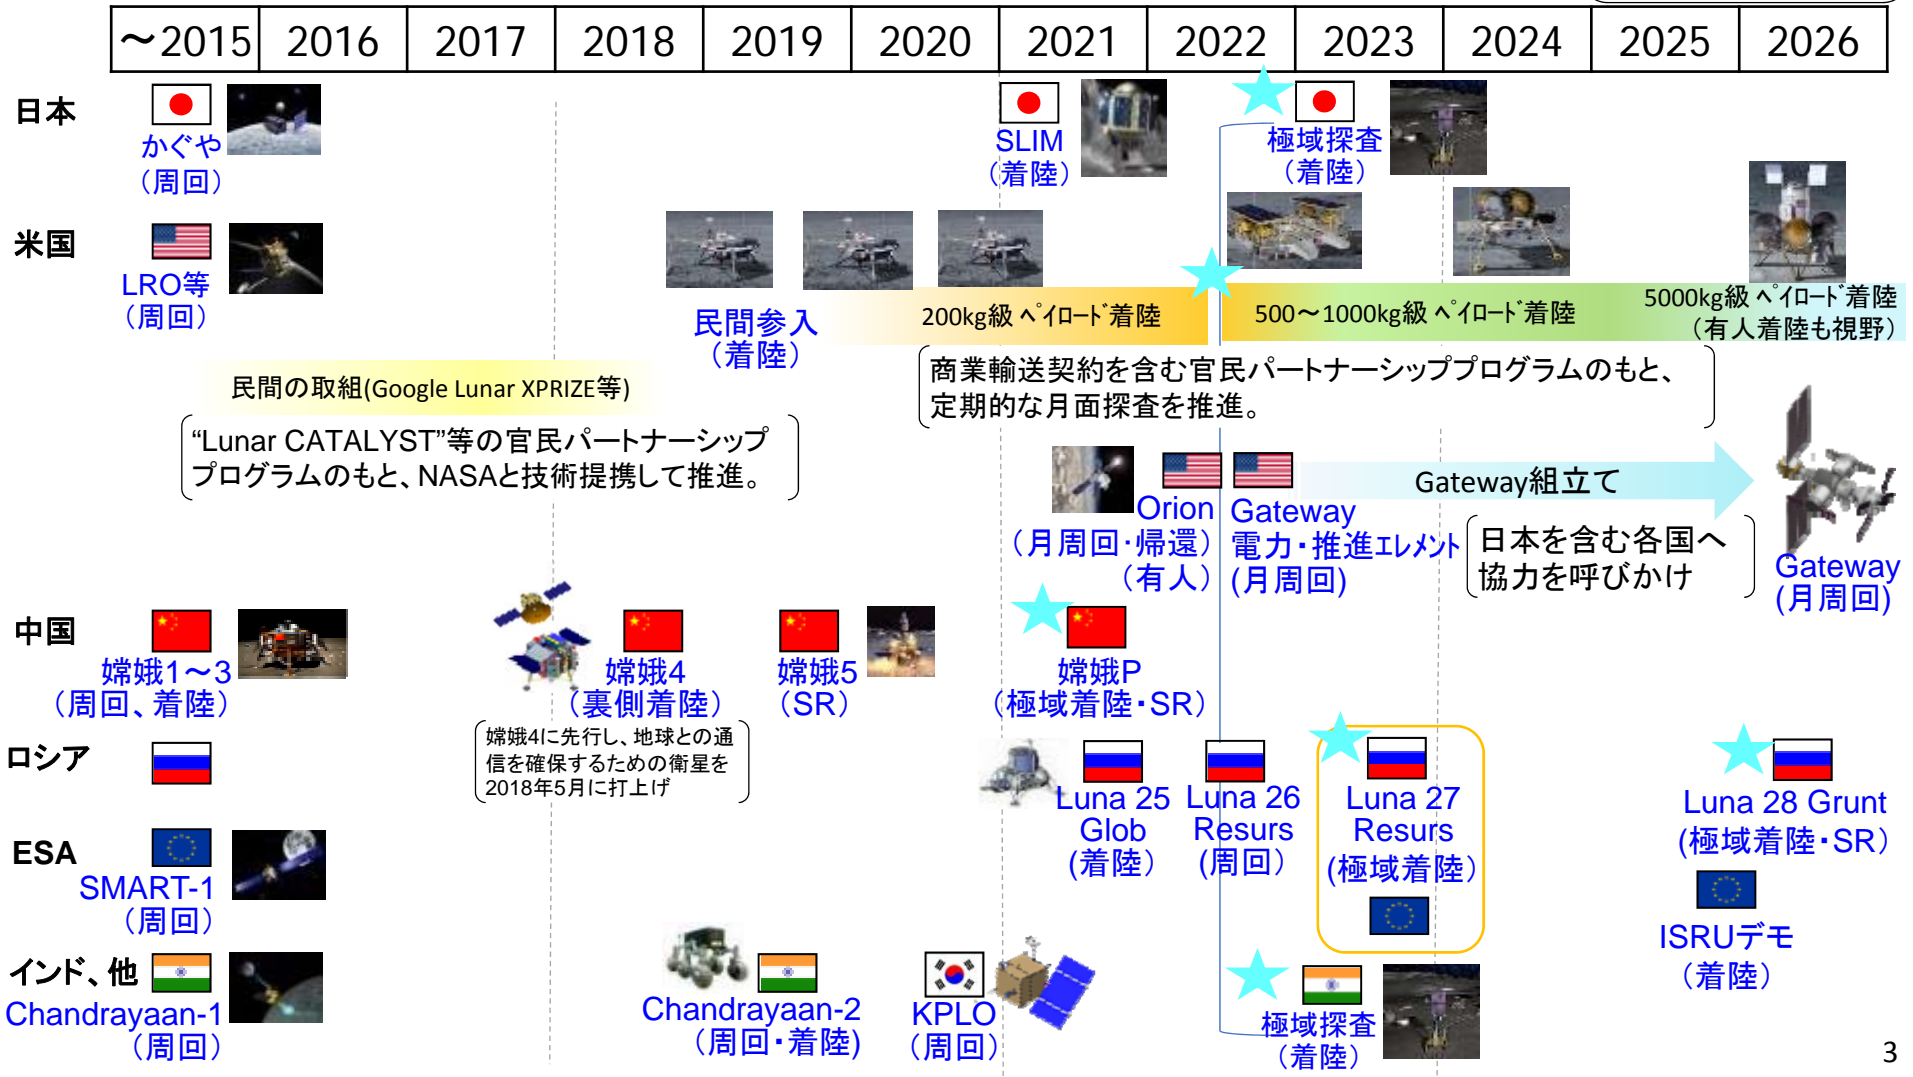 ～2015 2016 2017 2018 2019 2020 2021 2022 2023 2024 2025 2026
日本
かぐや
（周回）
SLIM
（着陸）
極域探査
（着陸）
米国
LRO等
（周回）
民間参入
（着陸）
200kg級 ﾍﾟｲﾛｰﾄﾞ着陸
500～1000kg級 ﾍﾟｲﾛｰﾄﾞ着陸
5000kg級 ﾍﾟｲﾛｰﾄﾞ着陸
（有人着陸も視野）
民間の取組(Google Lunar XPRIZE等)
“Lunar CATALYST”等の官民パートナーシップ
プログラムのもと、NASAと技術提携して推進。
商業輸送契約を含む官民パートナーシッププログラムのもと、
定期的な月面探査を推進。
Orion
（月周回･帰還）
（有人）
Gateway
電力・推進ｴﾚﾒﾝﾄ
(月周回)
Gateway組立て
日本を含む各国へ
協力を呼びかけ
Gateway
(月周回)
中国
嫦娥1～3
（周回、着陸）
嫦娥4
（裏側着陸）
嫦娥4に先行し、地球との通
信を確保するための衛星を
2018年5月に打上げ
嫦娥5
（SR）
嫦娥P
（極域着陸・SR）
ロシア
Luna 25
Glob
(着陸）
Luna 26
Resurs
（周回）
Luna 27
Resurs
(極域着陸）
Luna 28 Grunt
(極域着陸・SR）
ESA
SMART-1
（周回）
ISRUデモ
（着陸）
インド、他
Chandrayaan-1
（周回）
Chandrayaan-2
（周回・着陸)
KPLO
（周回）
極域探査
（着陸）
3